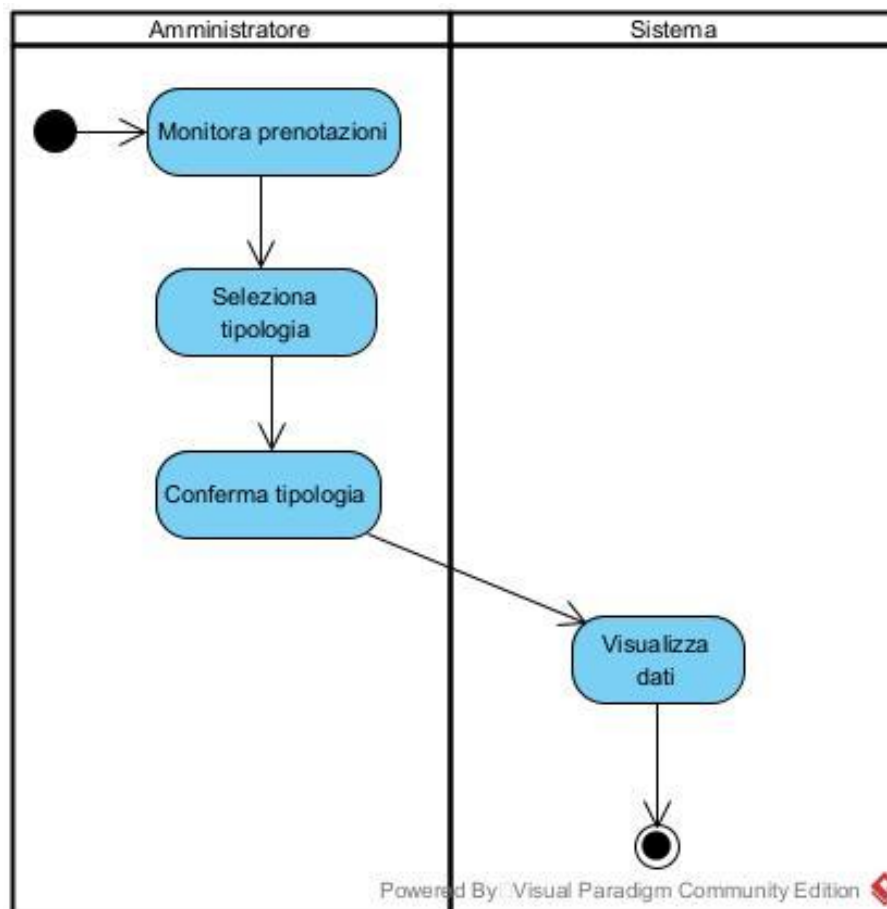 Amministratore
Sistema
Monitora prenotazioni
Seleziona
tipologia
Conferma tipologia
Visualizza
dati
Powered By Visual Paradigm Community Edition